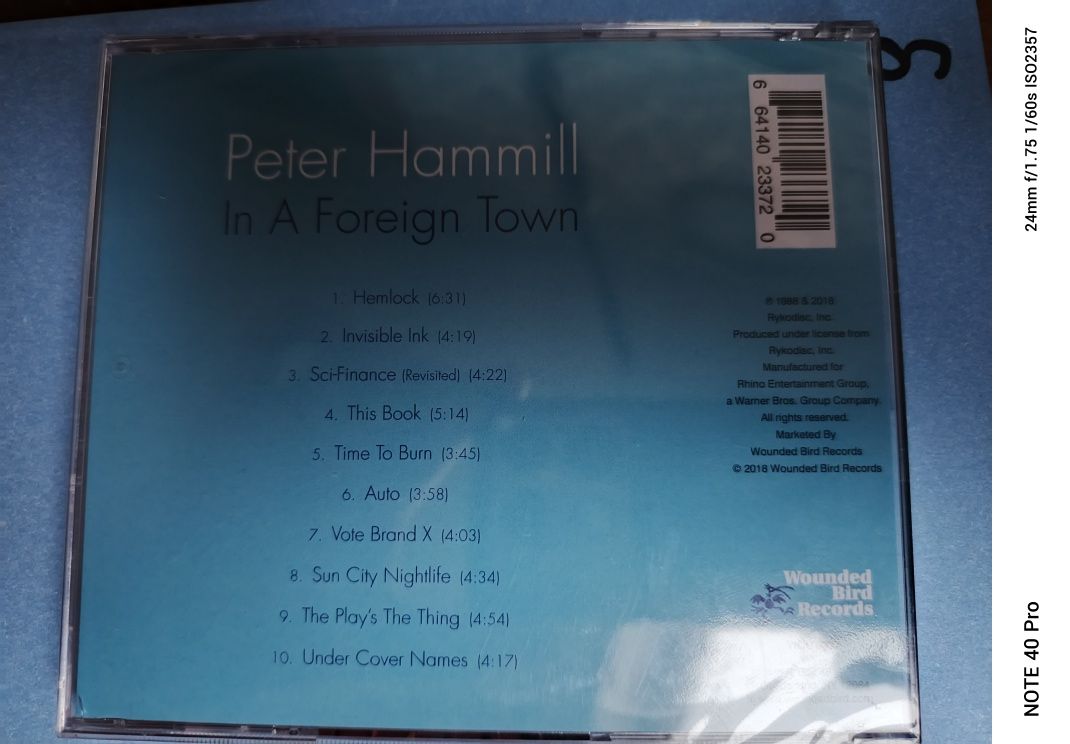 Peter Hammill
In A Foreign Town
1. Hemlock (6:31)
2. Invisible Ink (4:19)
3. Sci-Finance (Revisited) (4:22)
4. This Book (5:14)
5. Time To Burn (3:45)
6. Auto (3:58)
7. Vote Brand X (4:03)
8. Sun City Nightlife (4:34)
9. The Play's The Thing (4:54)
10. Under Cover Names (4:17)
6 64140 23372 0
℗ 1988 & 2018
Rykodisc, Inc.
Produced under license from
Rykodisc, Inc.
Manufactured for
Rhino Entertainment Group,
a Warner Bros. Group Company.
All rights reserved.
Marketed By
Wounded Bird Records
© 2018 Wounded Bird Records
Wounded
Bird
Records
24mm f/1.75 1/60s ISO2357
NOTE 40 Pro